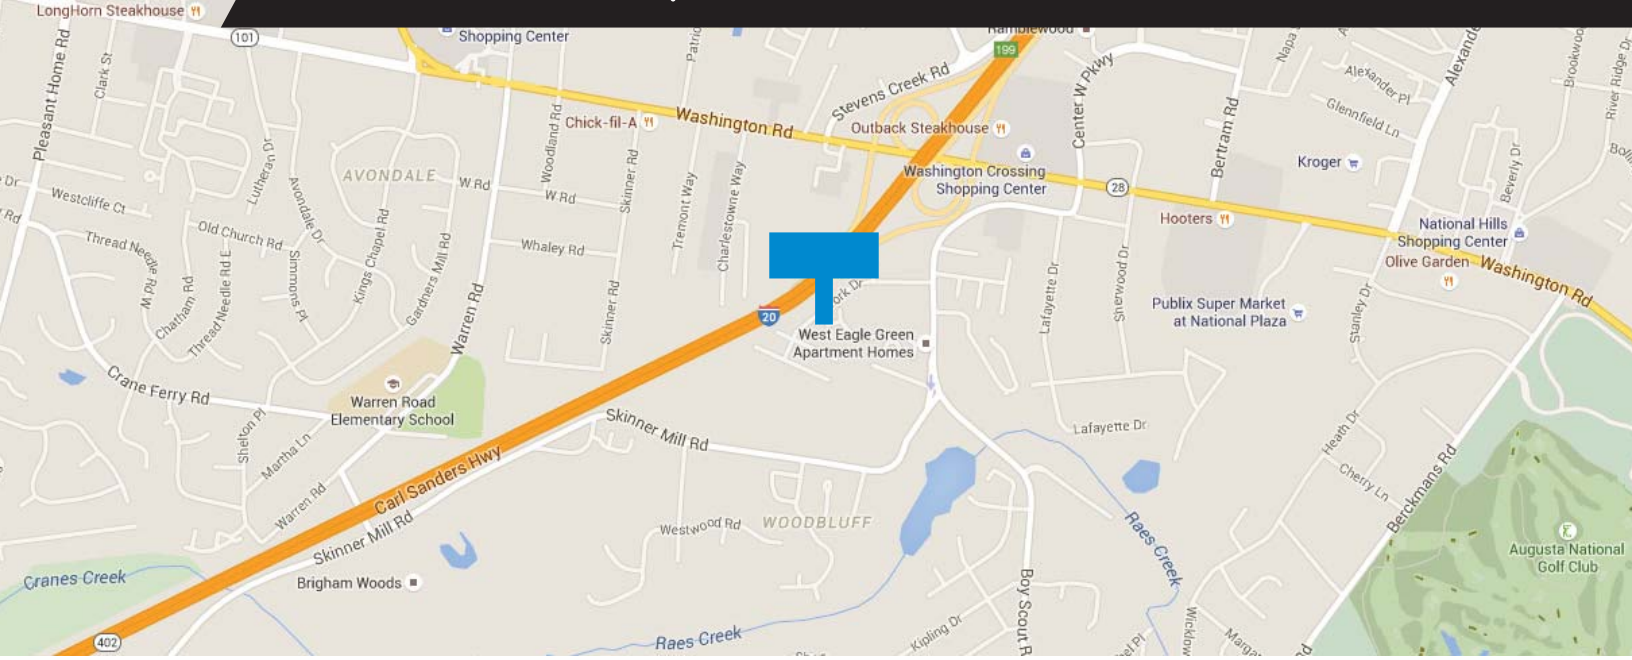 LongHorn Steakhouse
101
Shopping Center
199
Pleasant Home Rd
Clark St
Stevens Creek Rd
Center W Pkwy
Alexander Pl
Glennfield Ln
River Ridge Dr
Chick-fil-A
Washington Rd
Outback Steakhouse
Woodland Rd
Bertram Rd
Lutheran Dr
AVONDALE
W Rd
W Rd
Skinner Rd
Washington Crossing
Shopping Center
28
Kroger
Beverly Dr
Westcliffe Ct
Avondale Dr
Tremont Way
Charlestowne Way
Hooters
National Hills
Shopping Center
Old Church Rd
Kings Chapel Rd
Whaley Rd
Thread Needle Rd W
Gardners Mill Rd
Olive Garden
Washington Rd
Simmons Pl
Chatham Rd
Thread Needle Rd E
Warren Rd
Skinner Rd
20
Lafayette Dr
Sherwood Dr
Publix Super Market
at National Plaza
Stanley Dr
West Eagle Green
Apartment Homes
Crane Ferry Rd
Warren Road
Elementary School
Shelton Pl
Martha Ln
Skinner Mill Rd
Lafayette Dr
Heath Dr
Cherry Ln
Berckmans Rd
Carl Sanders Hwy
Warren Rd
Skinner Mill Rd
Westwood Rd
WOODBLUFF
Raes Creek
Augusta National
Golf Club
Cranes Creek
Brigham Woods
Boy Scout R
402
Raes Creek
Kipling Dr